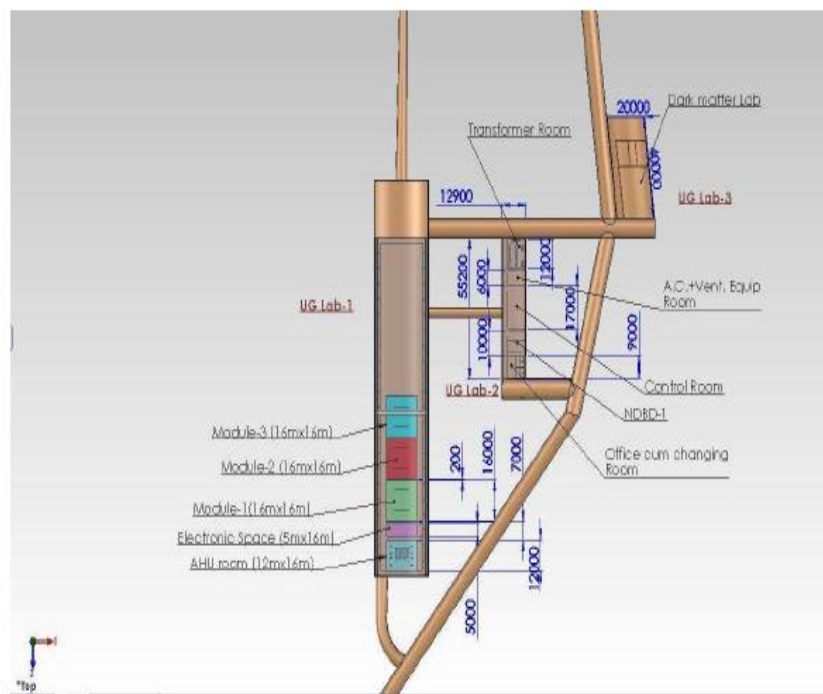 Dark matter Lab
20000
40000
Transformer Room
UG Lab-3
12900
12000
A.C.+Vent. Equip
Room
55200
6000
UG Lab-1
17000
9000
10000
Control Room
UG Lab-2
NDBD-1
Office cum changing
Room
Module-3 (16mx16m)
Module-2 (16mx16m)
200
16000
7000
Module-1(16mx16m)
Electronic Space (5mx16m)
AHU room (12mx16m)
12000
5000
*Top